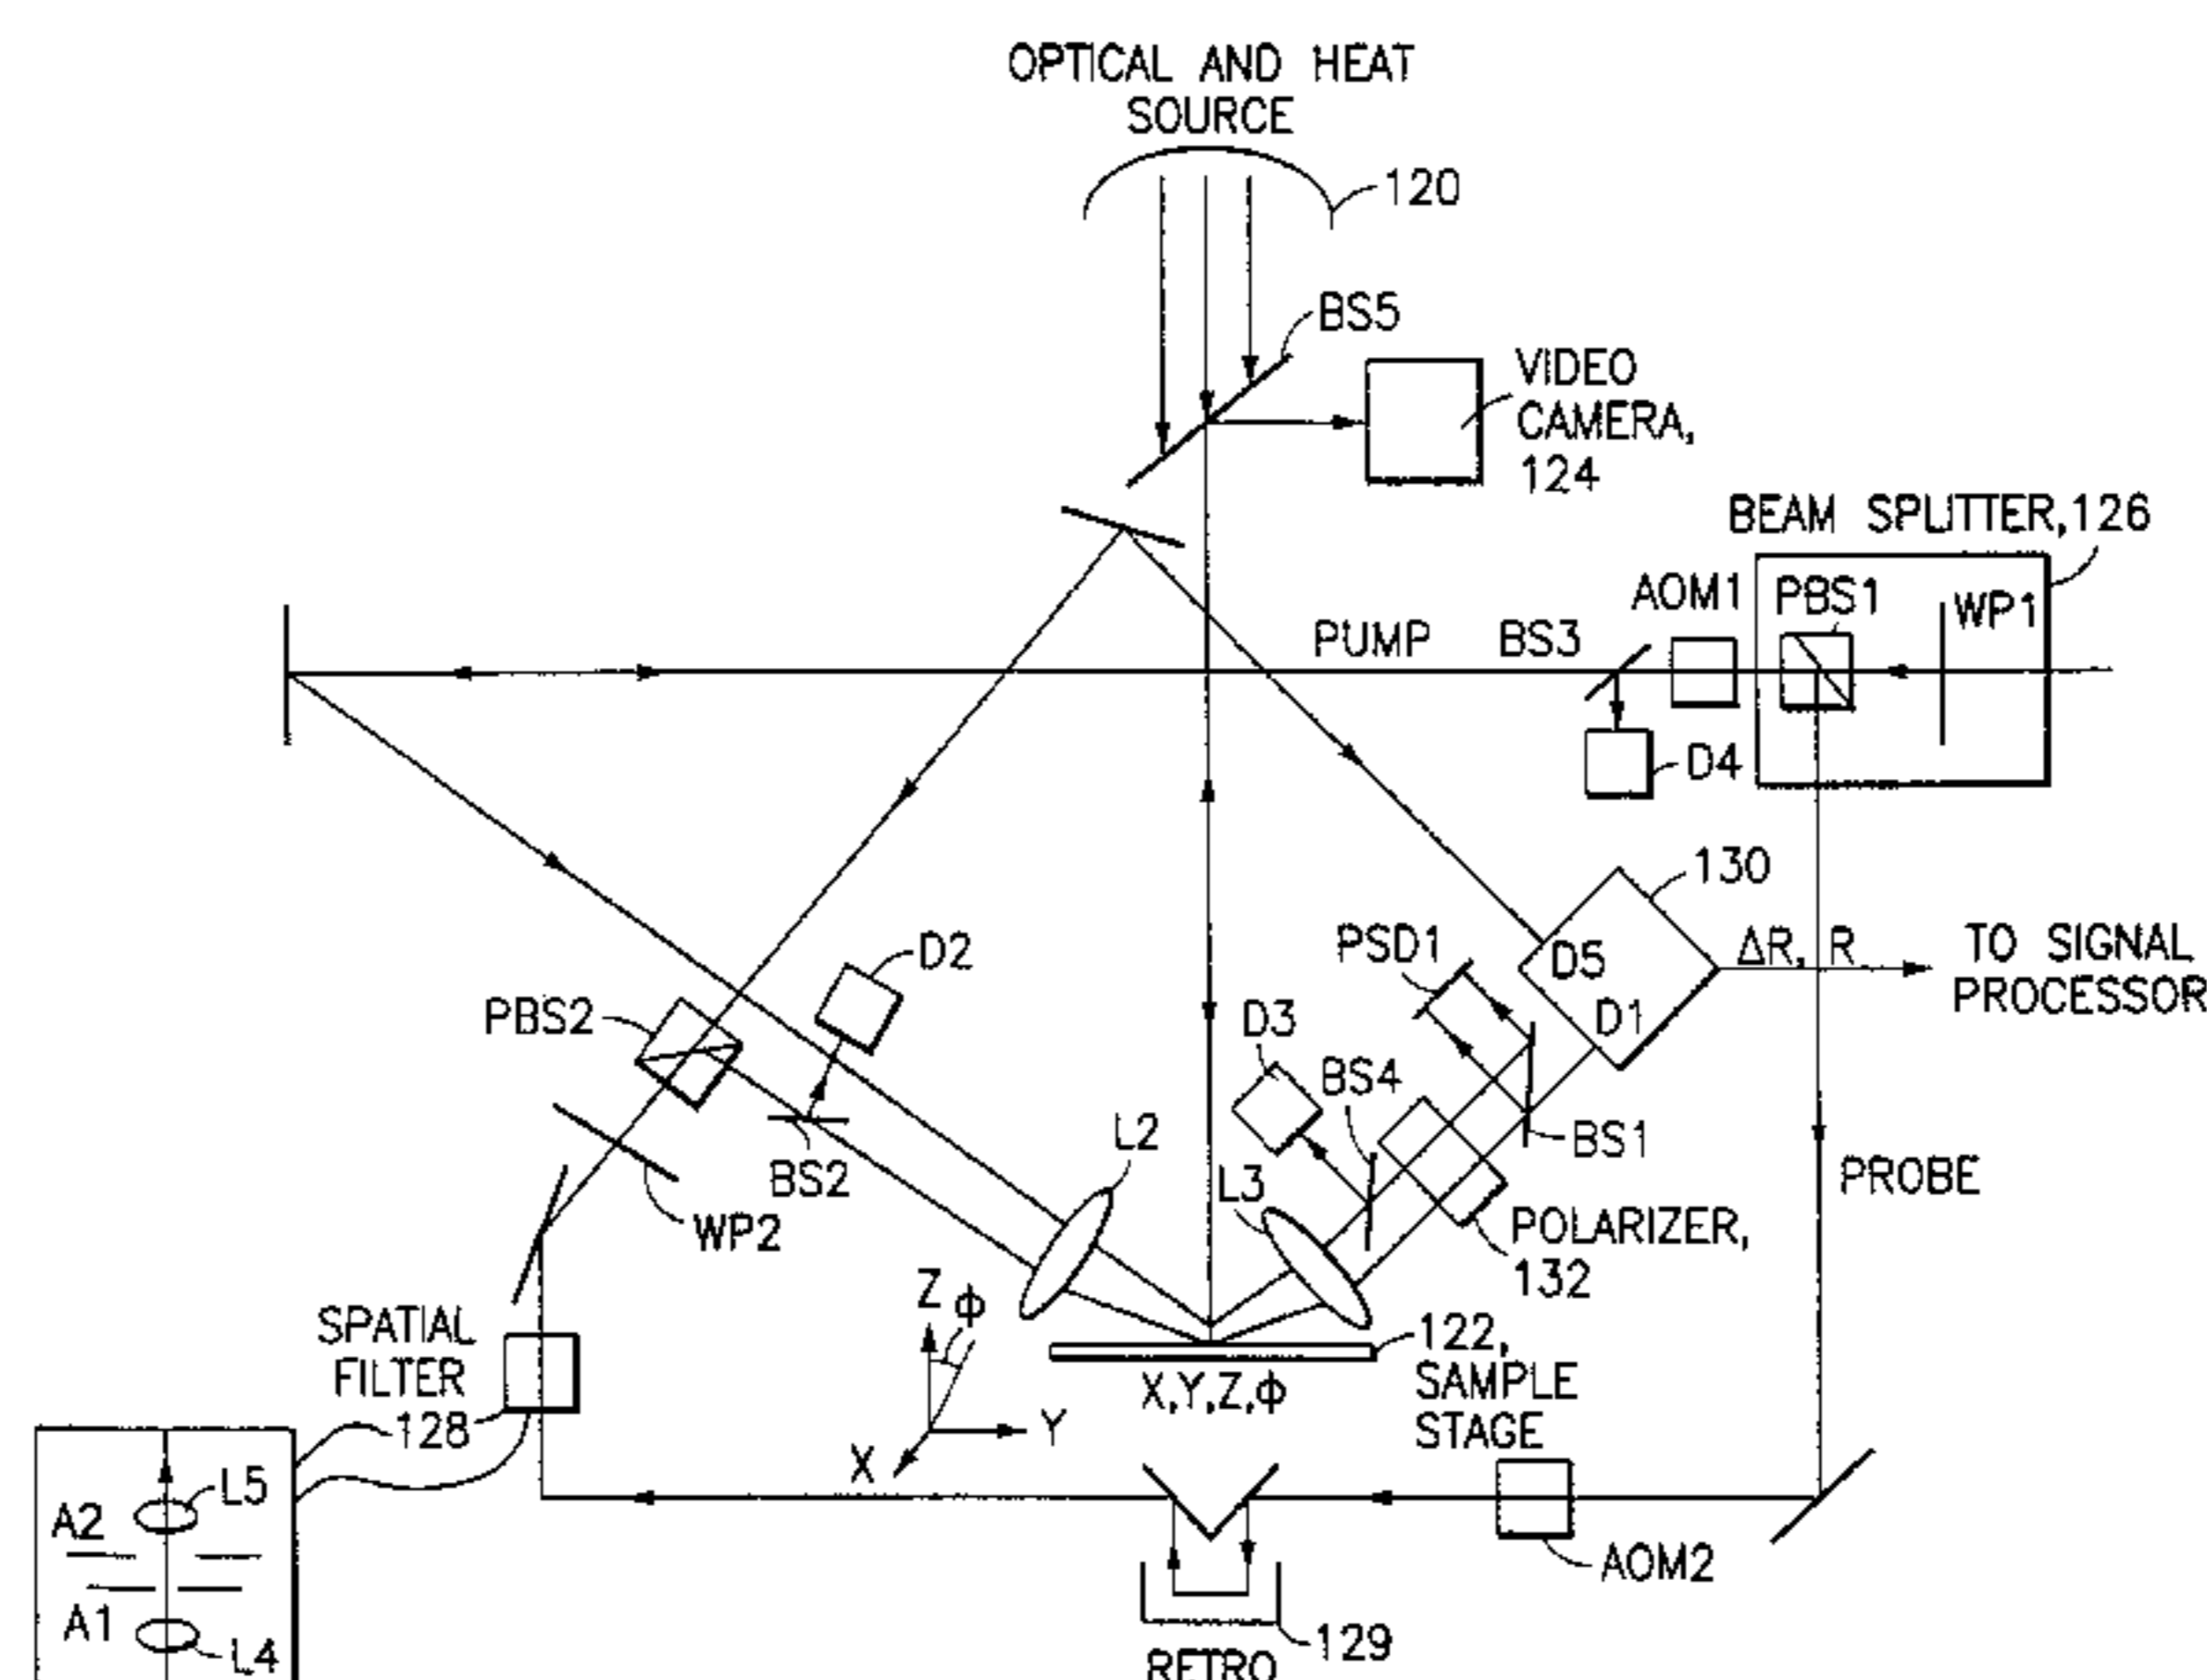 OPTICAL AND HEAT
SOURCE
120
BS5
VIDEO
CAMERA,
124
BEAM SPLITTER,126
AOM1
PBS1
WP1
PUMP
BS3
D4
130
PSD1
D5
ΔR, R
TO SIGNAL
PROCESSOR
D2
PBS2
D3
D1
BS4
BS1
L2
BS2
L3
PROBE
WP2
POLARIZER,
132
Z
ϕ
SPATIAL
FILTER
128
122,
SAMPLE
STAGE
X,Y,Z,ϕ
Y
X
L5
A2
AOM2
A1
L4
129
RETRO